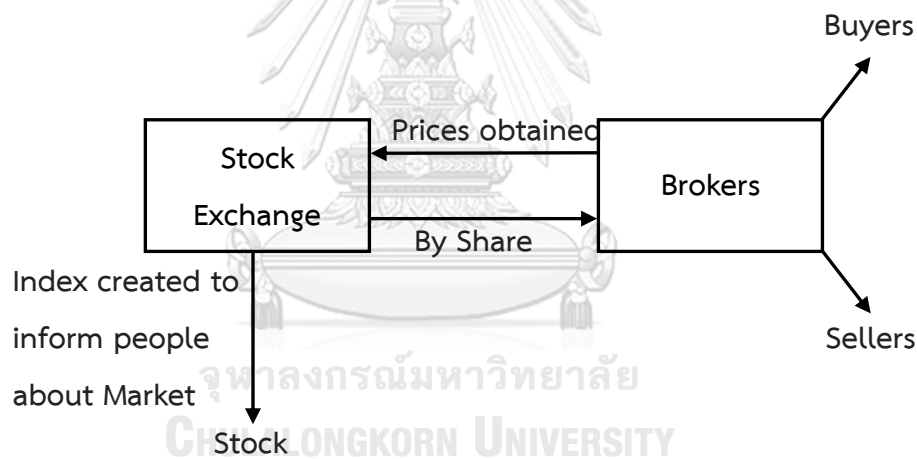 Buyers
Prices obtained
Stock
Exchange
Brokers
By Share
Index created to
inform people
about Market
Sellers
จุฬาลงกรณ์มหาวิทยาลัย
CHULALONGKORN UNIVERSITY
Stock